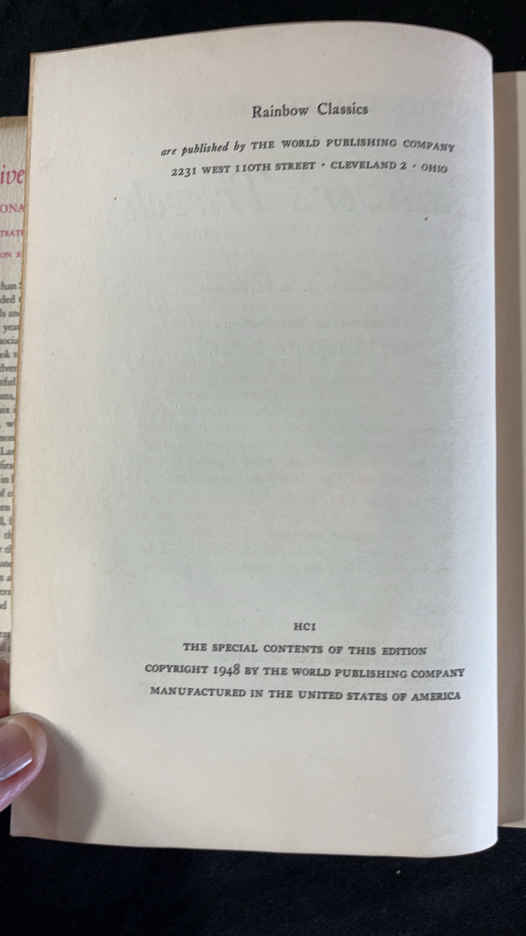 Rainbow Classics
are published by THE WORLD PUBLISHING COMPANY
2231 WEST 110TH STREET • CLEVELAND 2 • OHIO
HC1
THE SPECIAL CONTENTS OF THIS EDITION
COPYRIGHT 1948 BY THE WORLD PUBLISHING COMPANY
MANUFACTURED IN THE UNITED STATES OF AMERICA